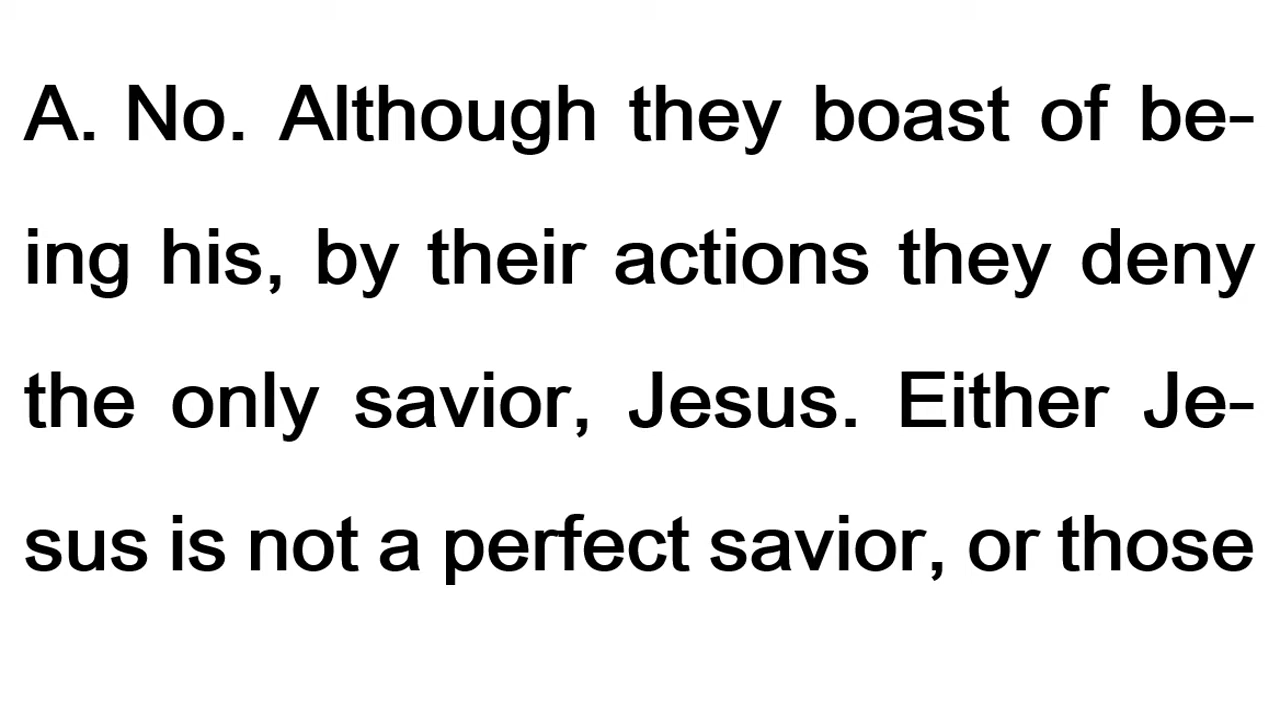 A. No. Although they boast of be-
ing his, by their actions they deny
the only savior, Jesus. Either Je-
sus is not a perfect savior, or those